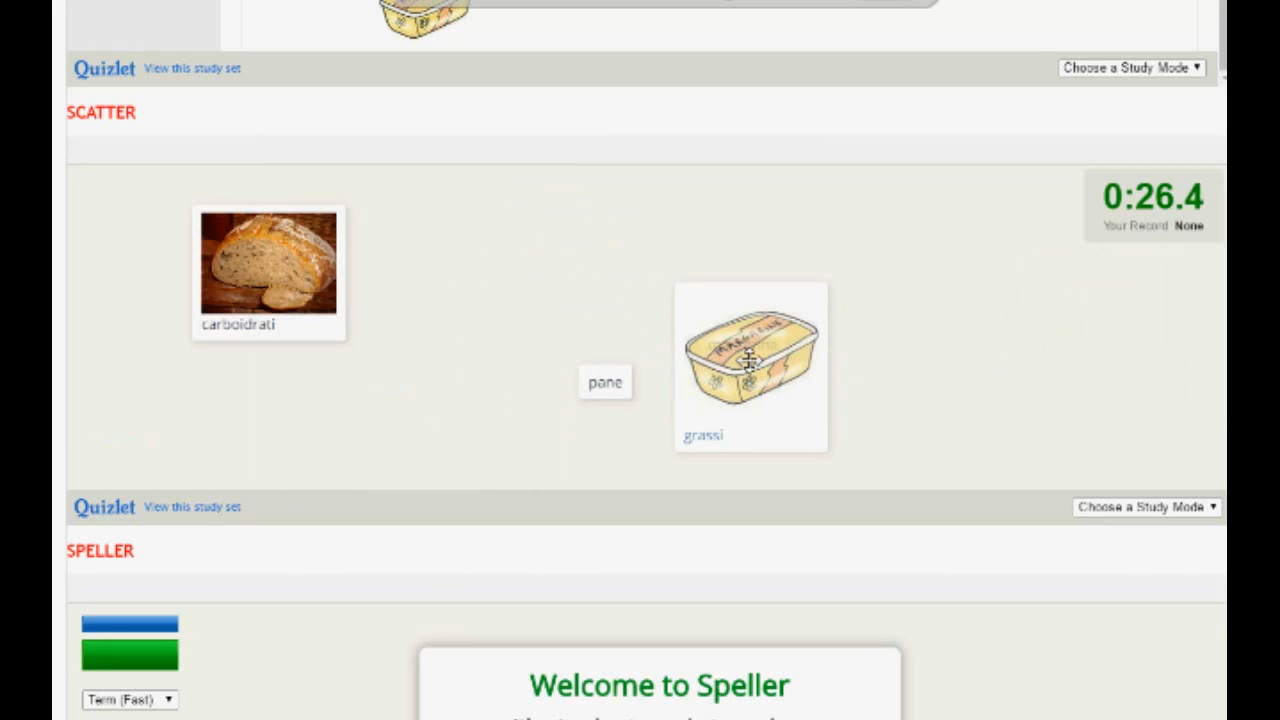 Quizlet View this study set Choose a Study Mode
SCATTER
0:26.4
Your Record None
carboidrati
pane
grassi
Quizlet View this study set Choose a Study Mode
SPELLER
Term (Fast)
Welcome to Speller